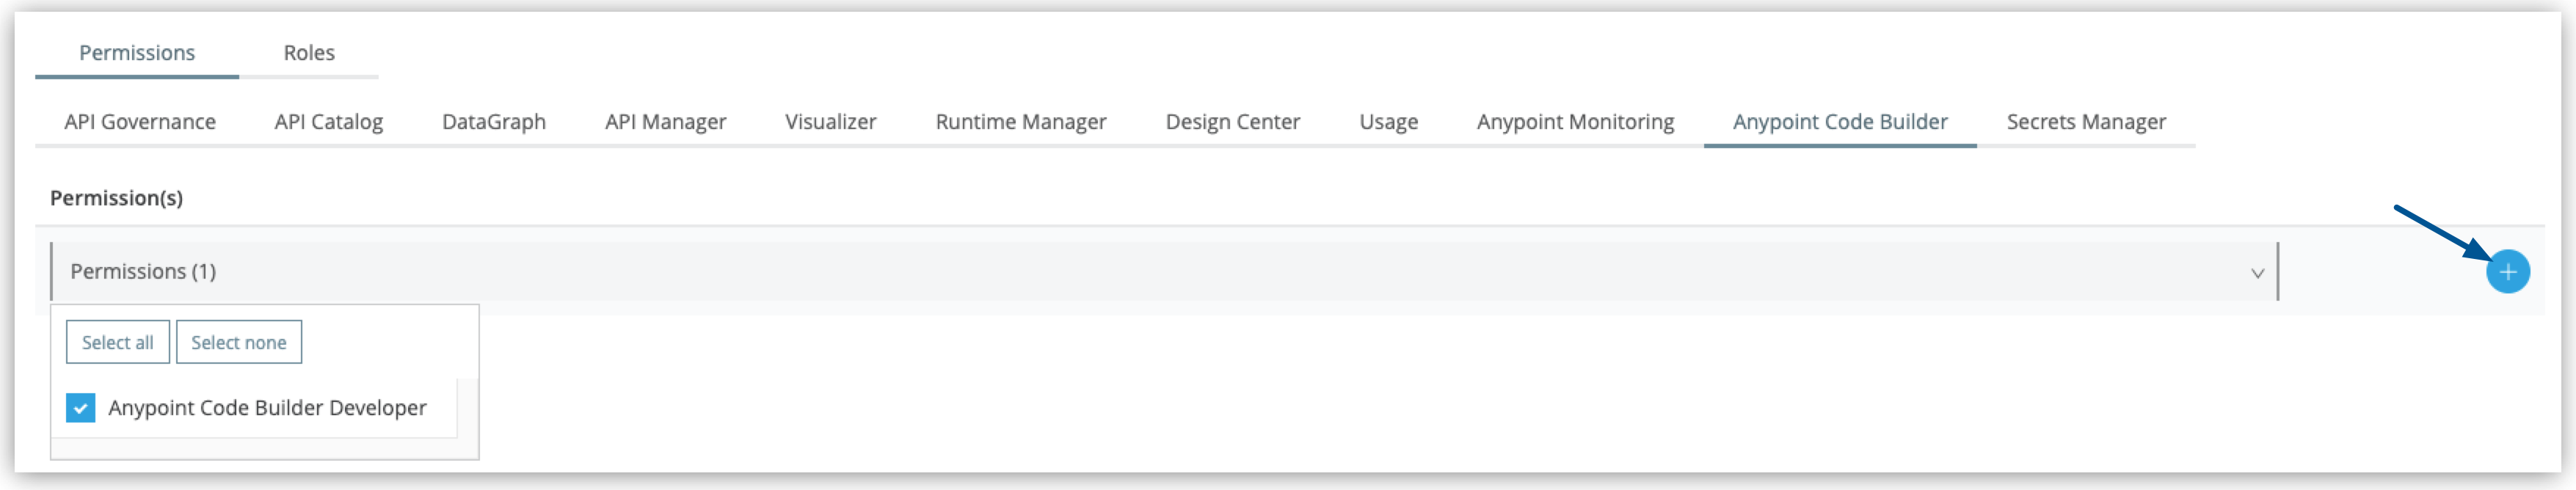 Permissions Roles
API Governance API Catalog DataGraph API Manager Visualizer Runtime Manager Design Center Usage Anypoint Monitoring Anypoint Code Builder Secrets Manager
Permission(s)
Permissions (1)
Select all Select none
Anypoint Code Builder Developer